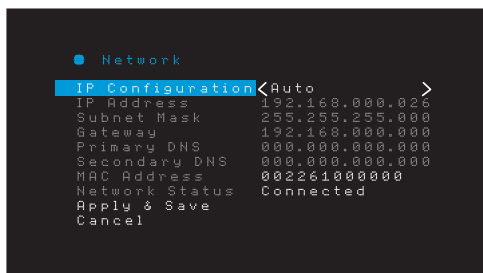 Network
IP Configuration Auto
IP Address 192.168.000.026
Subnet Mask 255.255.255.000
Gateway 192.168.000.000
Primary DNS 000.000.000.000
Secondary DNS 000.000.000.000
MAC Address 002261000000
Network Status Connected
Apply & Save
Cancel